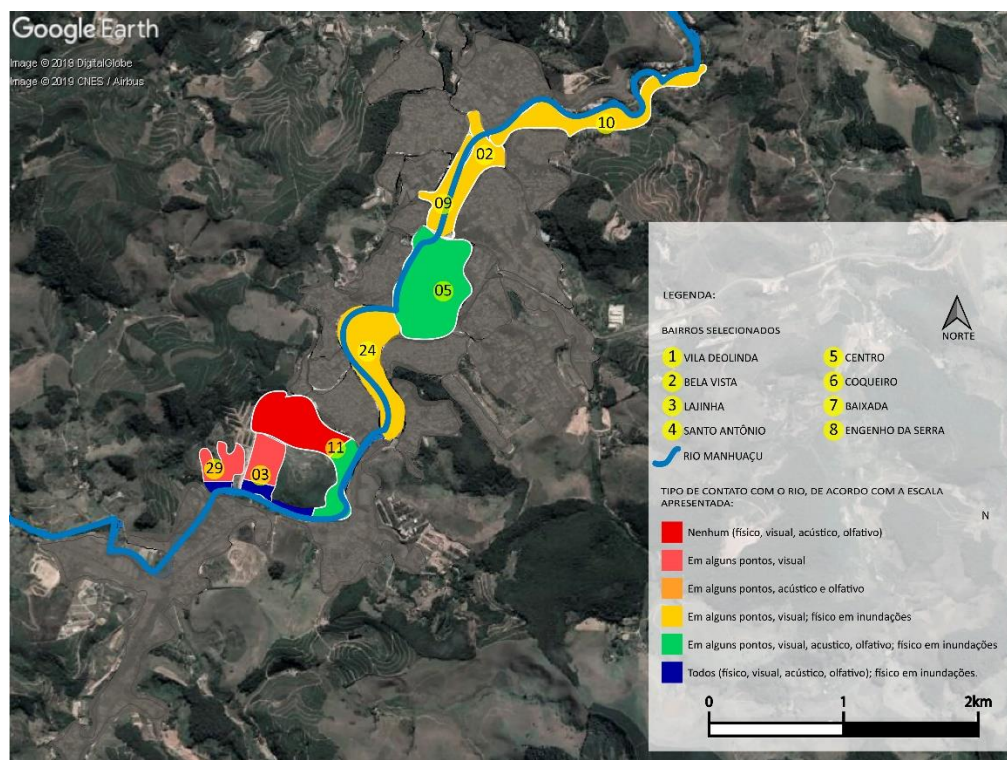 Google Earth
Image © 2019 DigitalGlobe
Image © 2019 CNES / Airbus
10
02
09
05
24
11
29
03
LEGENDA:
NORTE
BAIRROS SELECIONADOS
1 VILA DEOLINDA
5 CENTRO
2 BELA VISTA
6 COQUEIRO
3 LAJINHA
7 BAIXADA
4 SANTO ANTÔNIO
8 ENGENHO DA SERRA
RIO MANHUAÇU
TIPO DE CONTATO COM O RIO, DE ACORDO COM A ESCALA
APRESENTADA:
N
Nenhum (físico, visual, acústico, olfativo)
Em alguns pontos, visual
Em alguns pontos, acústico e olfativo
Em alguns pontos, visual; físico em inundações
Em alguns pontos, visual, acustico, olfativo; físico em inundações
Todos (físico, visual, acústico, olfativo); físico em inundações.
0 1 2km